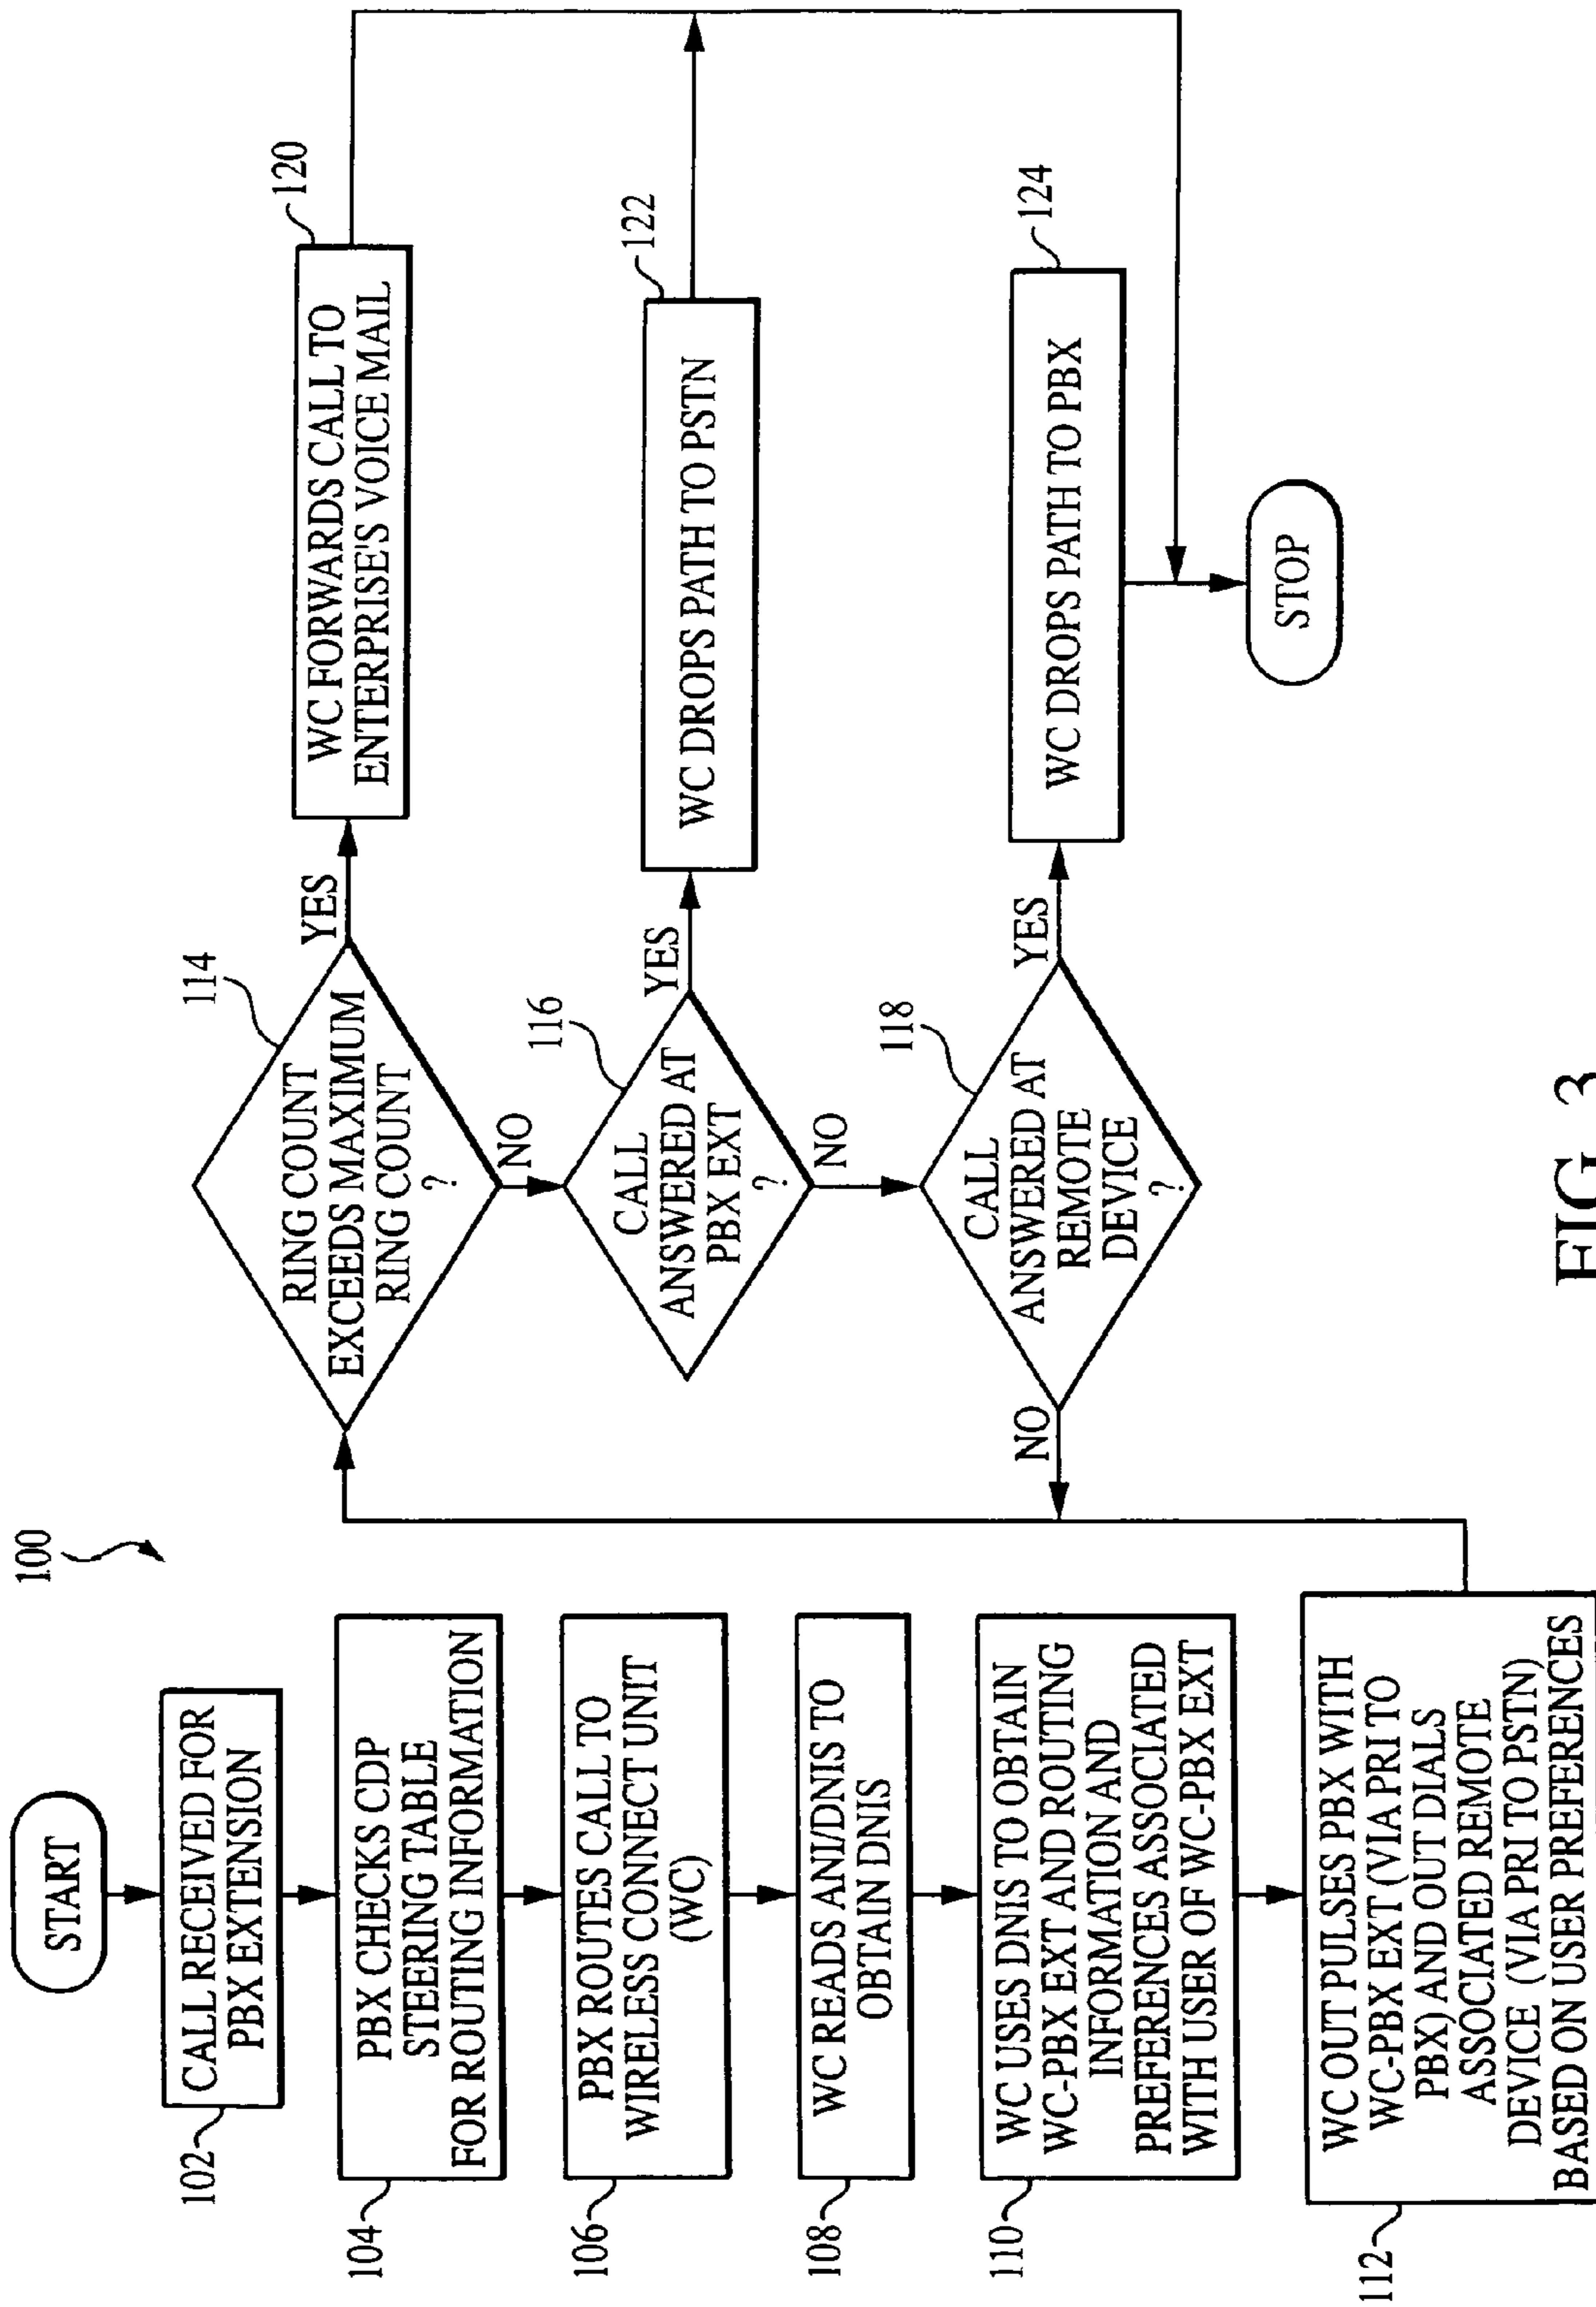 100
START
102
CALL RECEIVED FOR
PBX EXTENSION
104
PBX CHECKS CDP
STEERING TABLE
FOR ROUTING INFORMATION
106
PBX ROUTES CALL TO
WIRELESS CONNECT UNIT
(WC)
108
WC READS ANI/DNIS TO
OBTAIN DNIS
110
WC USES DNIS TO OBTAIN
WC-PBX EXT AND ROUTING
INFORMATION AND
PREFERENCES ASSOCIATED
WITH USER OF WC-PBX EXT
112
WC OUT PULSES PBX WITH
WC-PBX EXT (VIA PRI TO
PBX) AND OUT DIALS
ASSOCIATED REMOTE
DEVICE (VIA PRI TO PSTN)
BASED ON USER PREFERENCES
114
RING COUNT
EXCEEDS MAXIMUM
RING COUNT
?
YES
NO
120
WC FORWARDS CALL TO
ENTERPRISE'S VOICE MAIL
116
CALL
ANSWERED AT
PBX EXT
?
YES
NO
122
WC DROPS PATH TO PSTN
118
CALL
ANSWERED AT
REMOTE
DEVICE
?
YES
NO
124
WC DROPS PATH TO PBX
STOP
FIG. 3